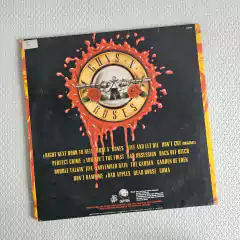 GUNS N'
ROSES
RIGHT NEXT DOOR TO HELL DUST N' BONES LIVE AND LET DIE DON'T CRY (ORIGINAL)
PERFECT CRIME YOU AIN'T THE FIRST BAD OBSESSION BACK OFF BITCH
DOUBLE TALKIN' JIVE NOVEMBER RAIN THE GARDEN GARDEN OF EDEN
DON'T DAMN ME BAD APPLES DEAD HORSE COMA